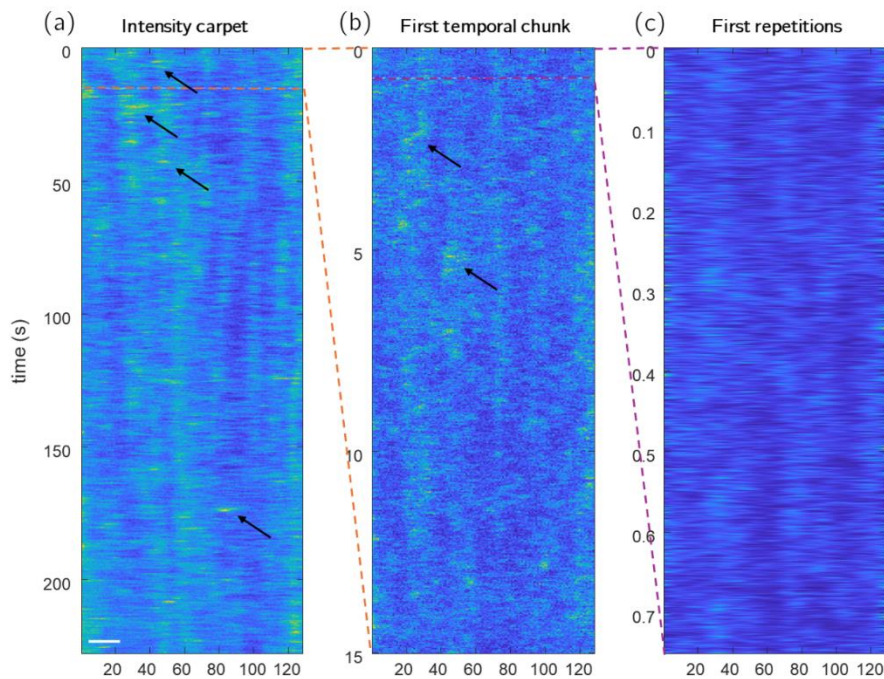 (a) Intensity carpet
(b) First temporal chunk
(c) First repetitions
time (s)
0
50
100
150
200
20 40 60 80 100 120
0
5
10
15
20 40 60 80 100 120
0
0.1
0.2
0.3
0.4
0.5
0.6
0.7
20 40 60 80 100 120